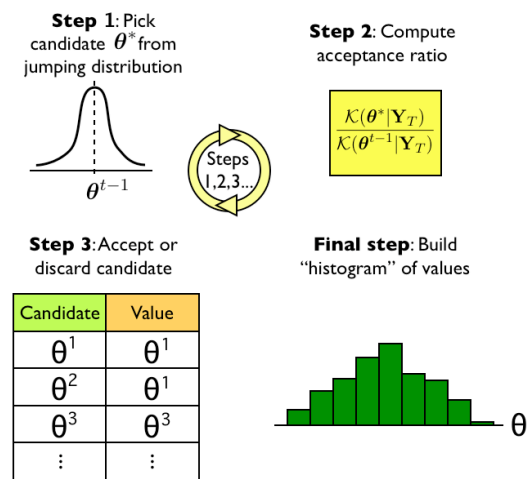 Step 1: Pick
candidate θ* from
jumping distribution
θ^{t−1}
Step 2: Compute
acceptance ratio
K(θ*|Y_T)
K(θ^{t−1}|Y_T)
Steps
1,2,3...
Step 3: Accept or
discard candidate
Candidate Value
θ¹ θ¹
θ² θ¹
θ³ θ³
⋮ ⋮
Final step: Build
“histogram” of values
θ